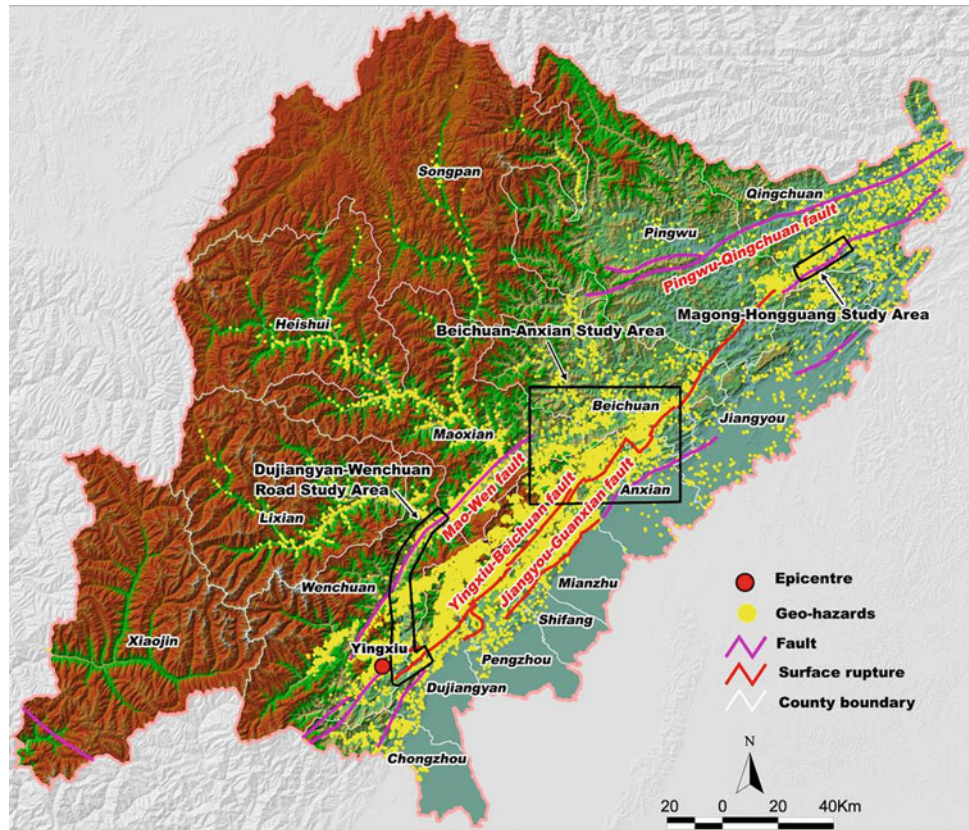 Songpan
Qingchuan
Pingwu
Pingwu-Qingchuan fault
Magong-Hongguang Study Area
Heishui
Beichuan-Anxian Study Area
Beichuan
Jiangyou
Maoxian
Dujiangyan-Wenchuan
Road Study Area
Mao-Wen fault
Anxian
Lixian
Yingxiu-Beichuan fault
Jiangyou-Guanxian fault
Wenchuan
Mianzhu
Shifang
Xiaojin
Yingxiu
Pengzhou
Dujiangyan
Chongzhou
Epicentre
Geo-hazards
Fault
Surface rupture
County boundary
N
20 0 20 40Km